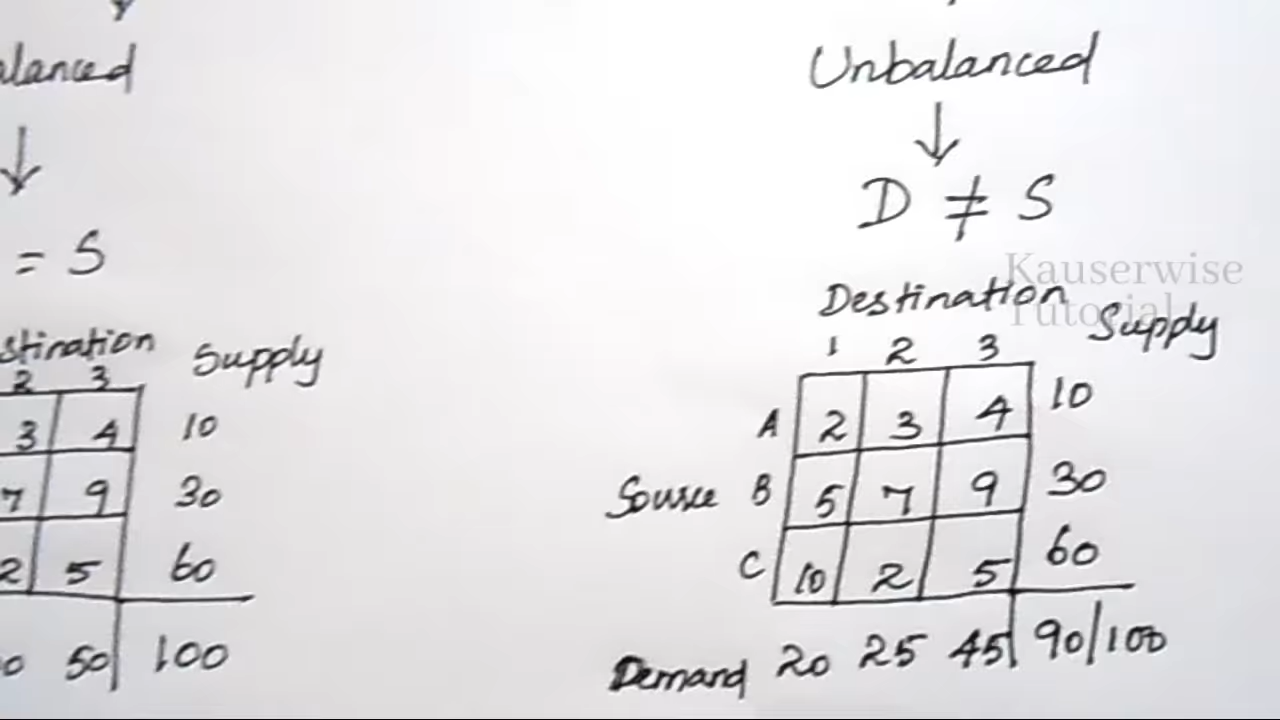 alanced
Unbalanced
D ≠ S
= S
Kauserwise
Tutorial
Destination
Supply
1 2 3
A 2 3 4 10
Source B 5 7 9 30
C 10 2 5 60
Demand 20 25 45 90/100
stination
Supply
2 3
3 4 10
7 9 30
2 5 60
0 50 100